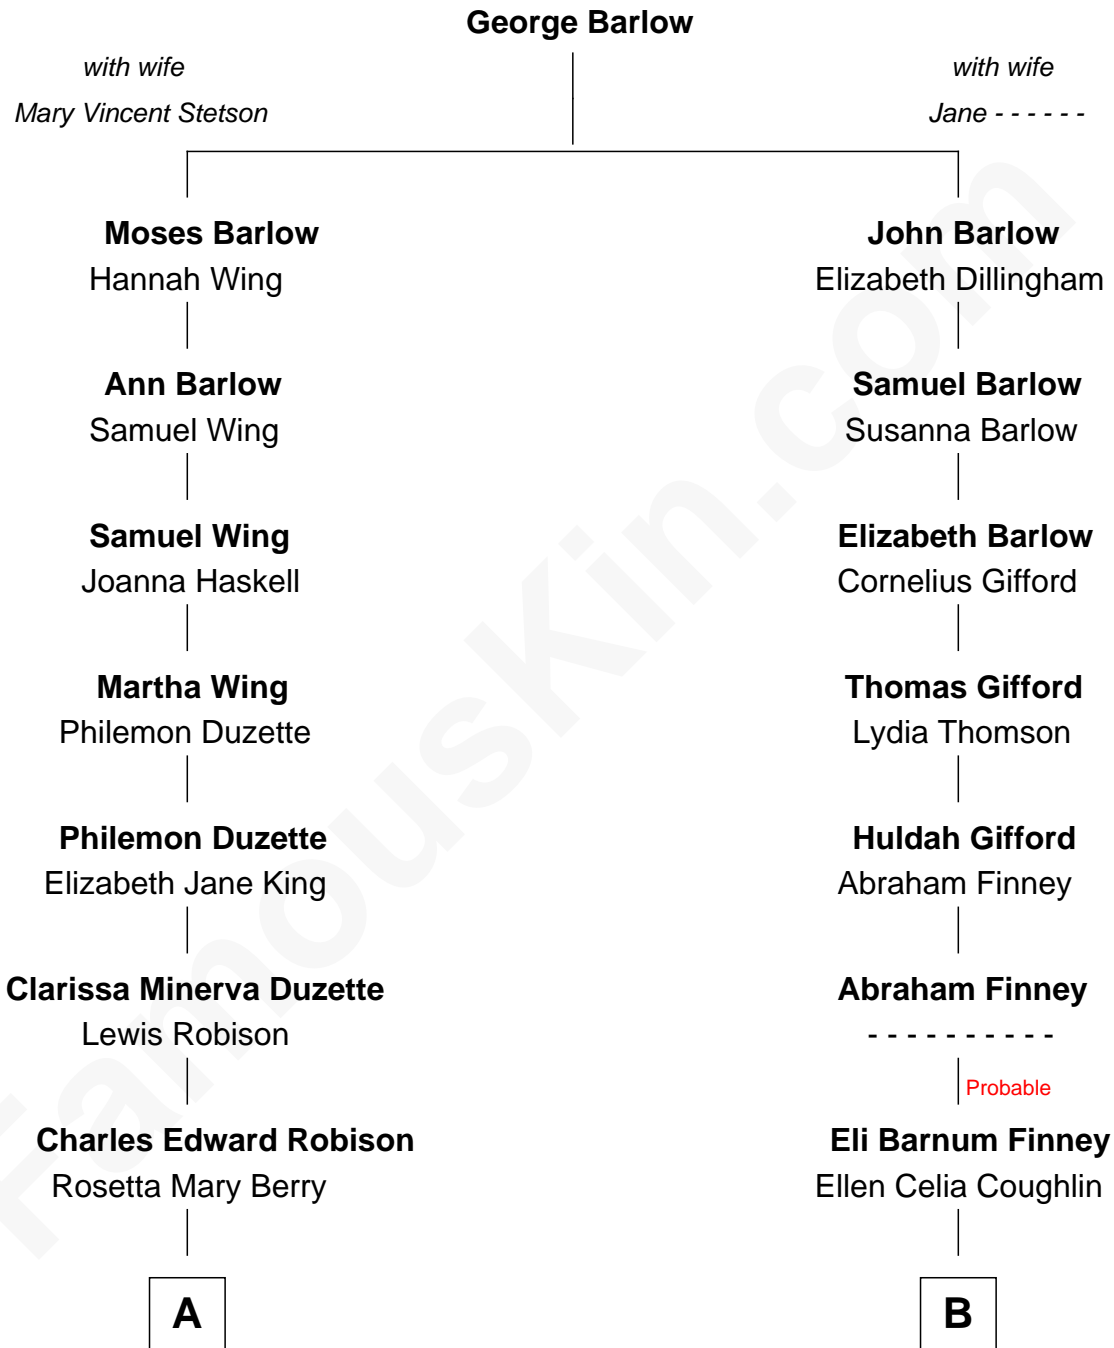 George Barlow
with wife
Mary Vincent Stetson
with wife
Jane - - - - - -
Moses Barlow
Hannah Wing
John Barlow
Elizabeth Dillingham
Ann Barlow
Samuel Wing
Samuel Barlow
Susanna Barlow
Samuel Wing
Joanna Haskell
Elizabeth Barlow
Cornelius Gifford
Martha Wing
Philemon Duzette
Thomas Gifford
Lydia Thomson
Philemon Duzette
Elizabeth Jane King
Huldah Gifford
Abraham Finney
Clarissa Minerva Duzette
Lewis Robison
Abraham Finney
- - - - - - - - - -
Probable
Charles Edward Robison
Rosetta Mary Berry
Eli Barnum Finney
Ellen Celia Coughlin
A
B
FamousKin.com